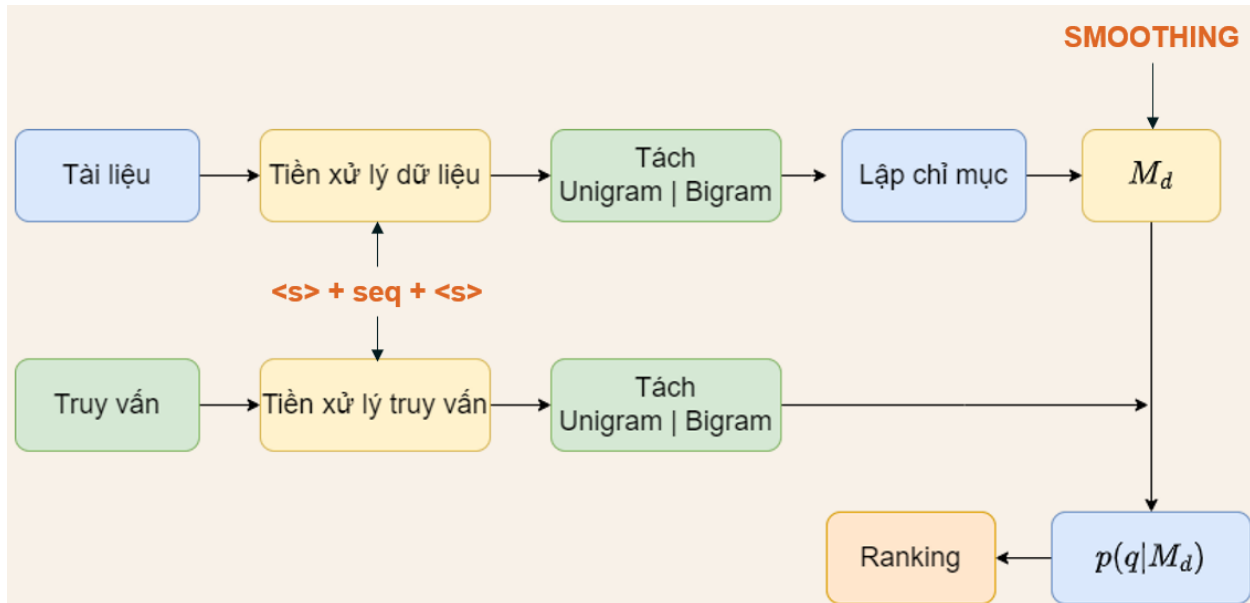 SMOOTHING
Tài liệu
Tiền xử lý dữ liệu
Tách
Unigram | Bigram
Lập chỉ mục
M_d
<s> + seq + <s>
Truy vấn
Tiền xử lý truy vấn
Tách
Unigram | Bigram
Ranking
p(q|M_d)